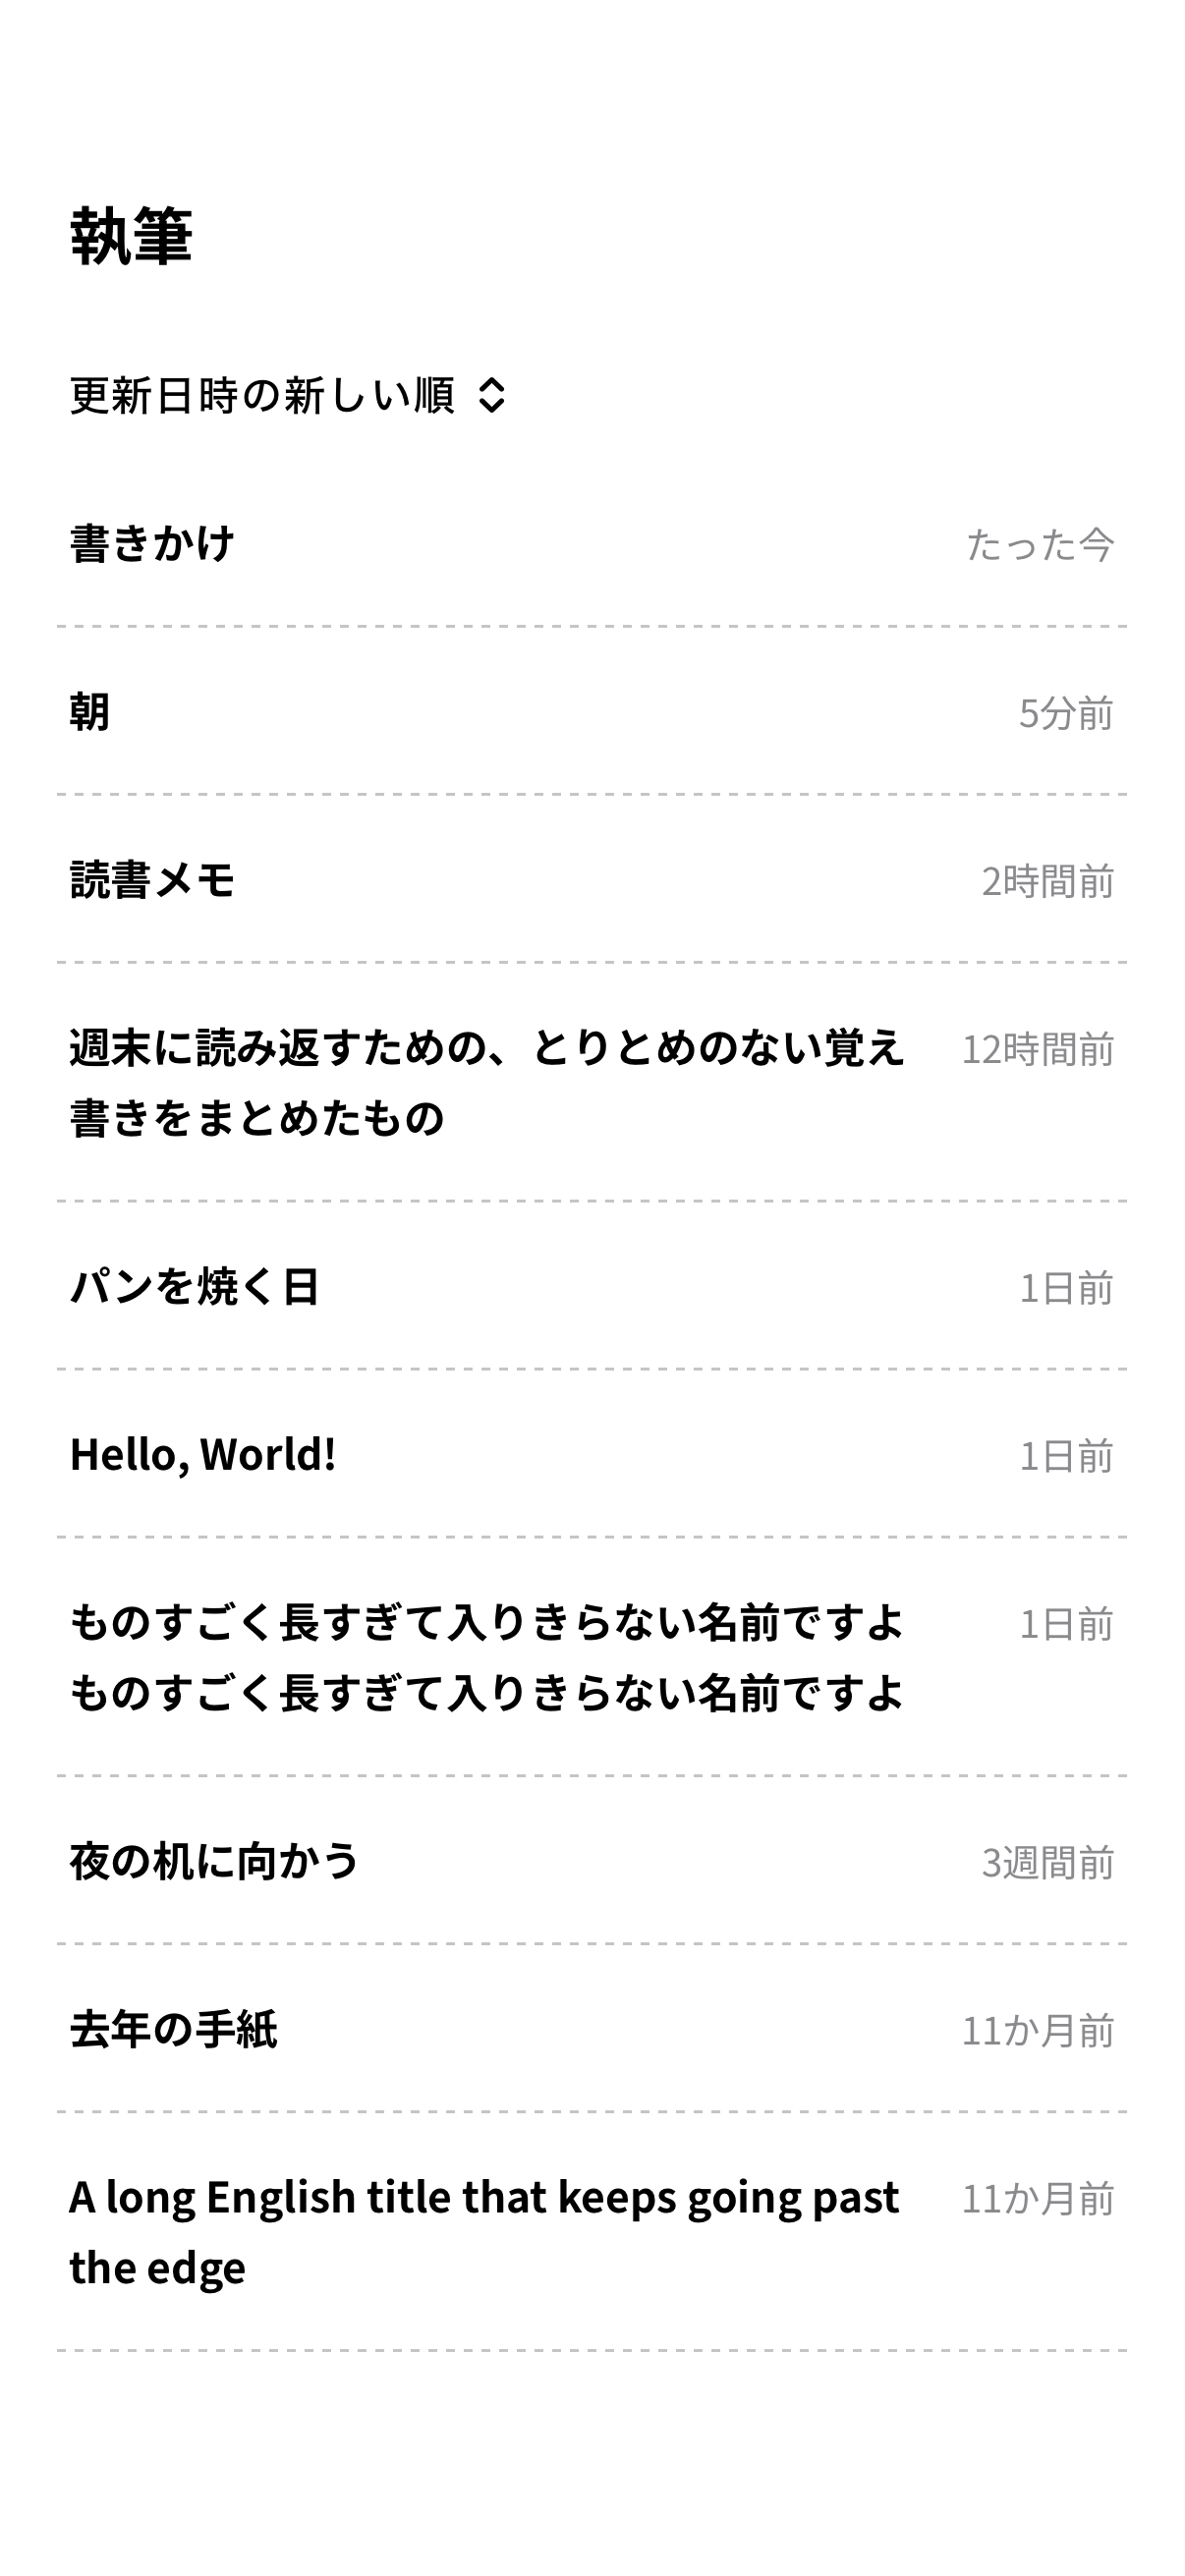 執筆
更新日時の新しい順
書きかけ たった今
朝 5分前
読書メモ 2時間前
週末に読み返すための、とりとめのない覚え 12時間前
書きをまとめたもの
パンを焼く日 1日前
Hello, World! 1日前
ものすごく長すぎて入りきらない名前ですよ 1日前
ものすごく長すぎて入りきらない名前ですよ
夜の机に向かう 3週間前
去年の手紙 11か月前
A long English title that keeps going past 11か月前
the edge